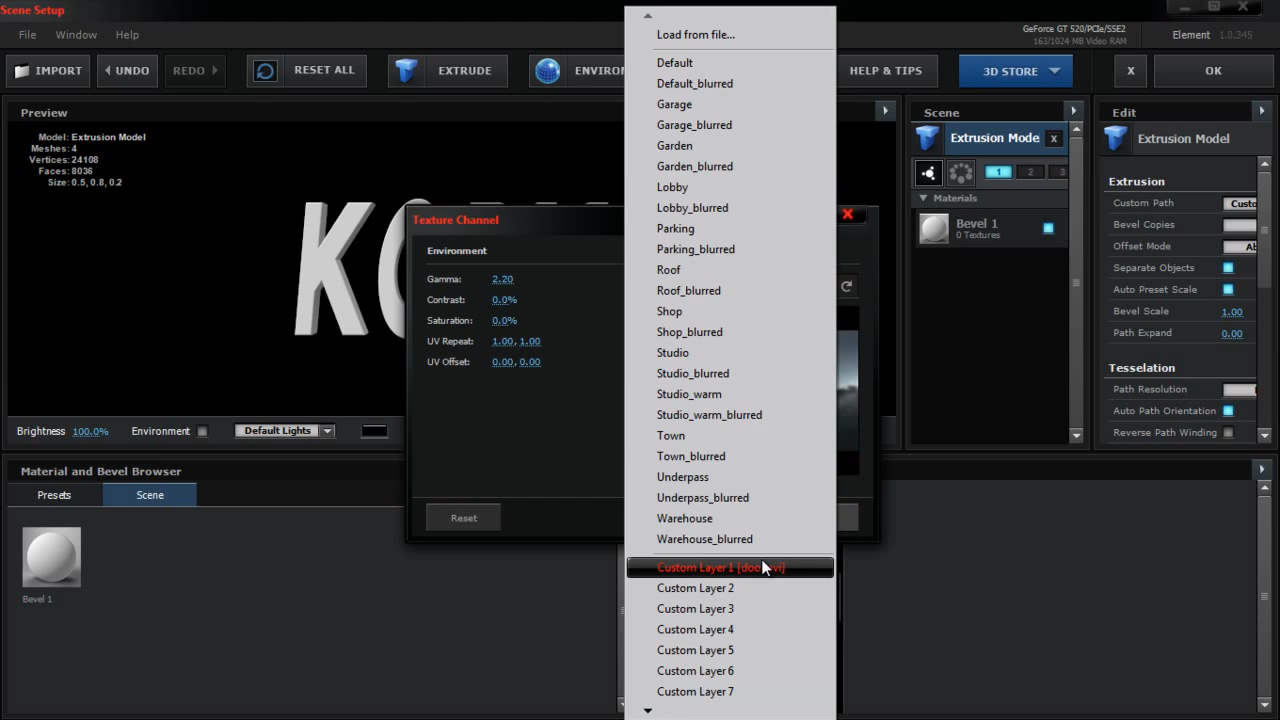 Scene Setup
File Window Help
GeForce GT 520/PCIe/SSE2
163/1024 MB Video RAM
Element 1.0.345
IMPORT UNDO REDO RESET ALL EXTRUDE HELP & TIPS 3D STORE X OK
Preview
Model: Extrusion Model
Meshes: 4
Vertices: 24108
Faces: 8036
Size: 0.5, 0.8, 0.2
Texture Channel
Environment
Gamma: 2.20
Contrast: 0.0%
Saturation: 0.0%
UV Repeat: 1.00, 1.00
UV Offset: 0.00, 0.00
Reset
Brightness 100.0% Environment Default Lights
Load from file...
Default
Default_blurred
Garage
Garage_blurred
Garden
Garden_blurred
Lobby
Lobby_blurred
Parking
Parking_blurred
Roof
Roof_blurred
Shop
Shop_blurred
Studio
Studio_blurred
Studio_warm
Studio_warm_blurred
Town
Town_blurred
Underpass
Underpass_blurred
Warehouse
Warehouse_blurred
Custom Layer 1
Custom Layer 2
Custom Layer 3
Custom Layer 4
Custom Layer 5
Custom Layer 6
Custom Layer 7
Scene
Extrusion Mode x
1 2 3
Materials
Bevel 1
0 Textures
Edit
Extrusion Model
Extrusion
Custom Path
Bevel Copies
Offset Mode
Separate Objects
Auto Preset Scale
Bevel Scale 1.00
Path Expand 0.00
Tesselation
Path Resolution
Auto Path Orientation
Reverse Path Winding
Material and Bevel Browser
Presets Scene
Bevel 1